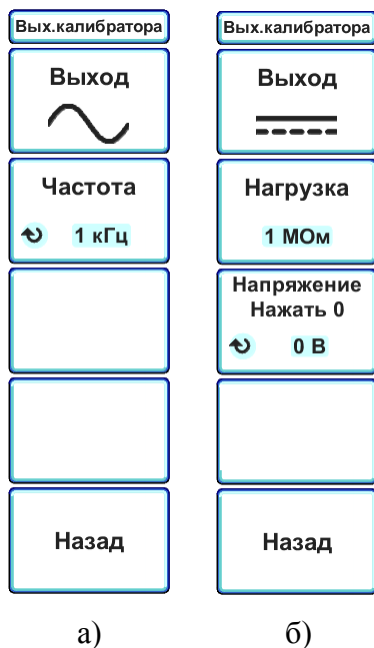 Вых.калибратора
Выход
Частота
1 кГц
Назад
а)
Вых.калибратора
Выход
Нагрузка
1 МОм
Напряжение
Нажать 0
0 В
Назад
б)